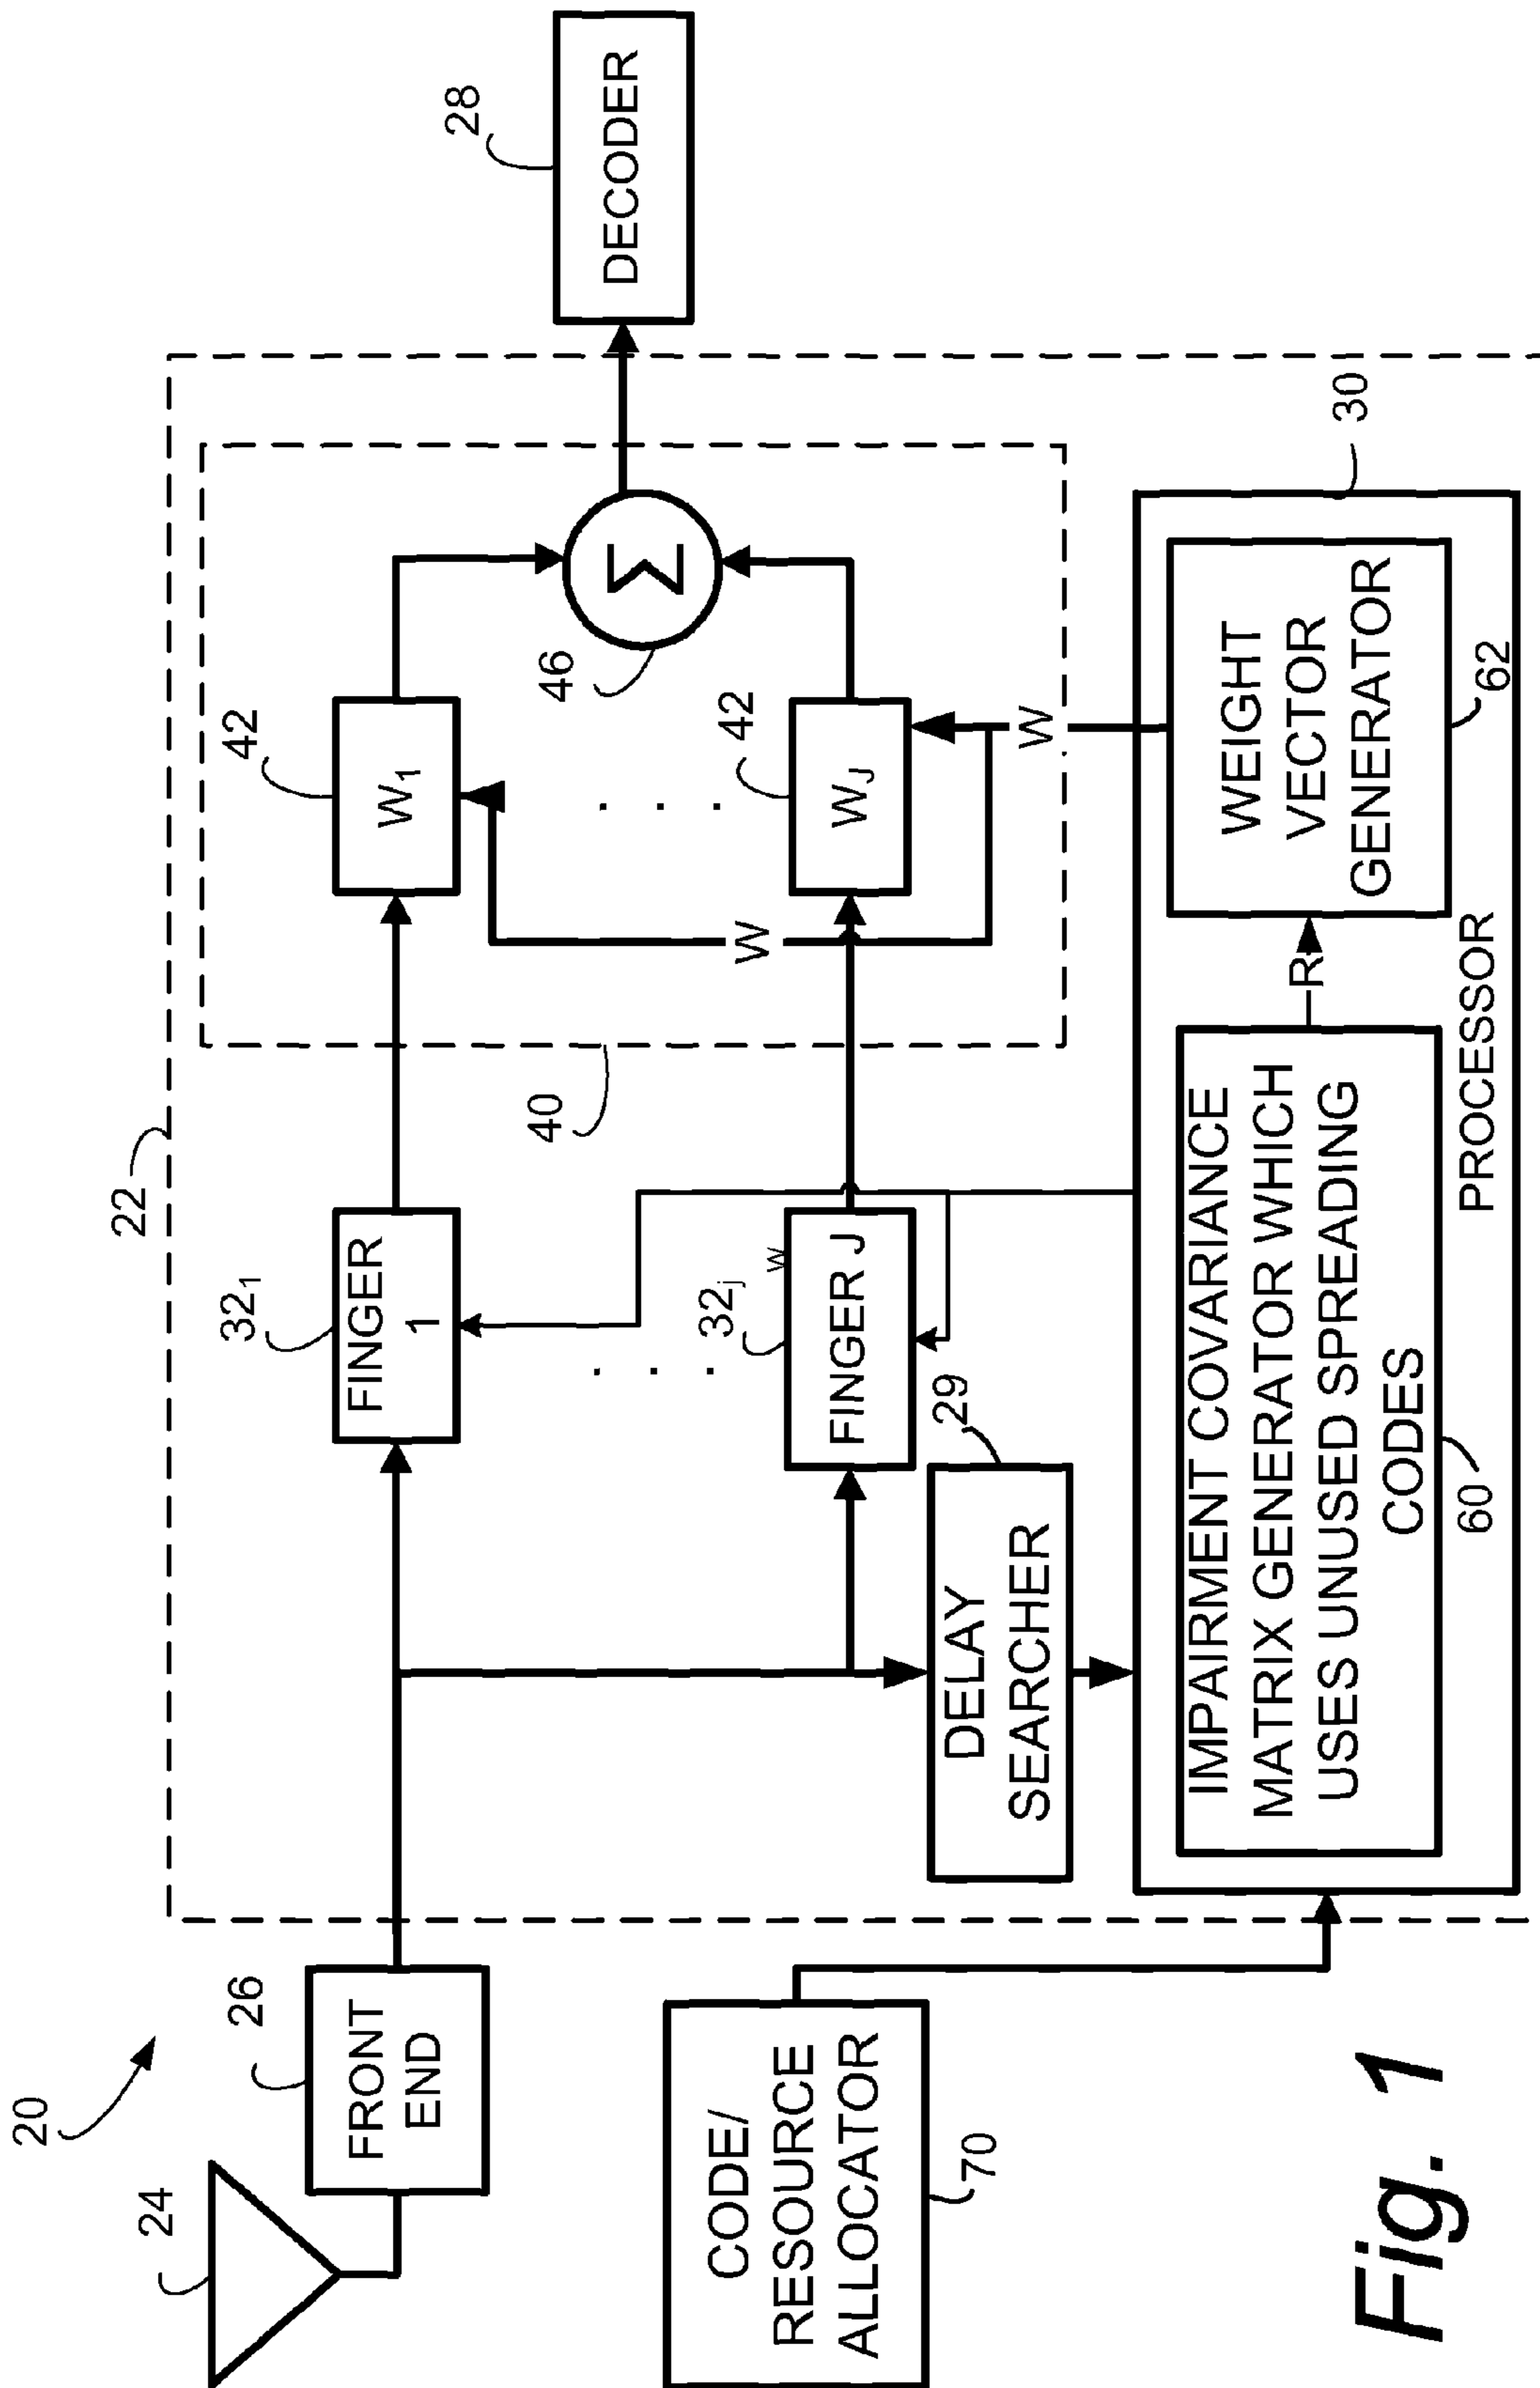 20
24
26
FRONT
END
22
32₁
FINGER
1
. . .
32ⱼ
W
FINGER J
29
DELAY
SEARCHER
40
42
W₁
W
. . .
42
W_J
W
46
Σ
28
DECODER
CODE/
RESOURCE
ALLOCATOR
70
30
IMPAIRMENT COVARIANCE
MATRIX GENERATOR WHICH
USES UNUSED SPREADING
CODES
60
R
WEIGHT
VECTOR
GENERATOR
62
PROCESSOR
Fig. 1